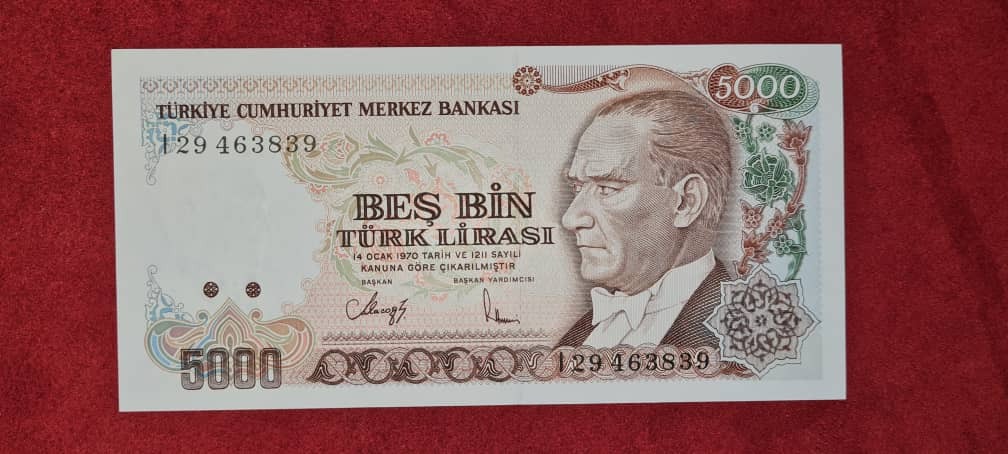 5000
TÜRKİYE CUMHURİYET MERKEZ BANKASI
I29 463839
BEŞ BİN
TÜRK LİRASI
14 OCAK 1970 TARİH VE 1211 SAYILI
KANUNA GÖRE ÇIKARILMIŞTIR
BAŞKAN BAŞKAN YARDIMCISI
5000
I29 463839